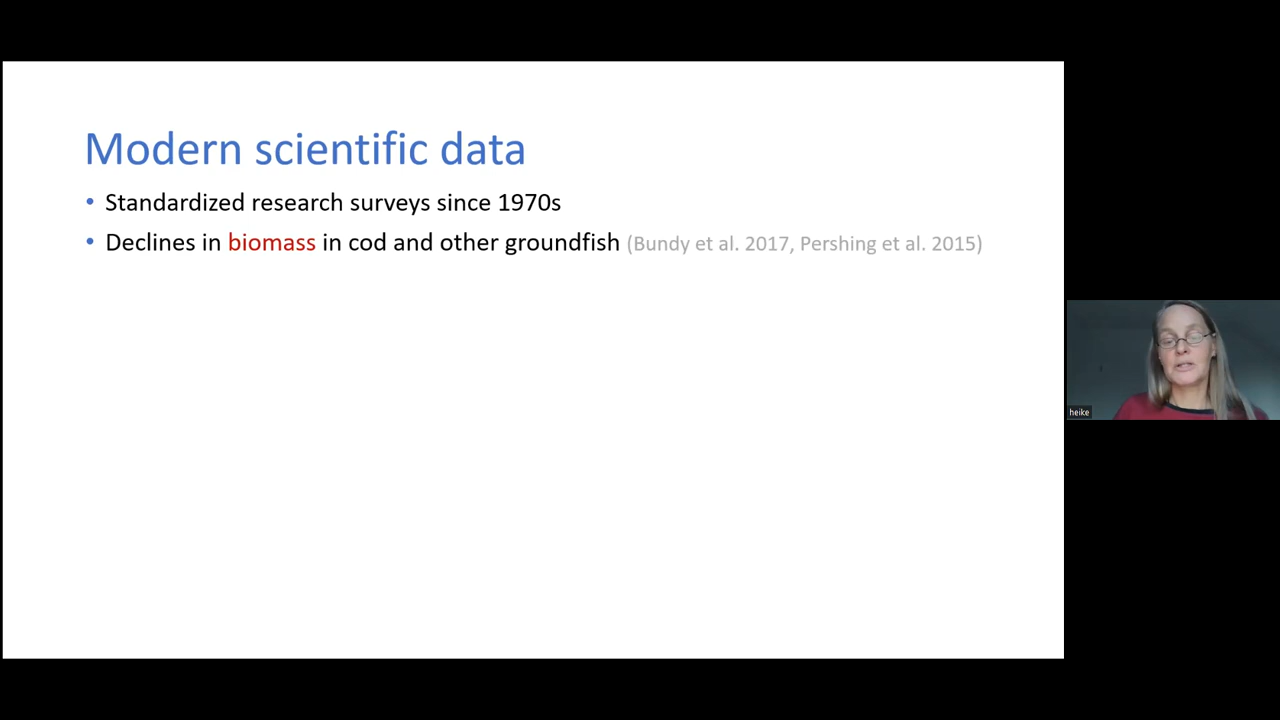 Modern scientific data
• Standardized research surveys since 1970s
• Declines in biomass in cod and other groundfish (Bundy et al. 2017, Pershing et al. 2015)
heike